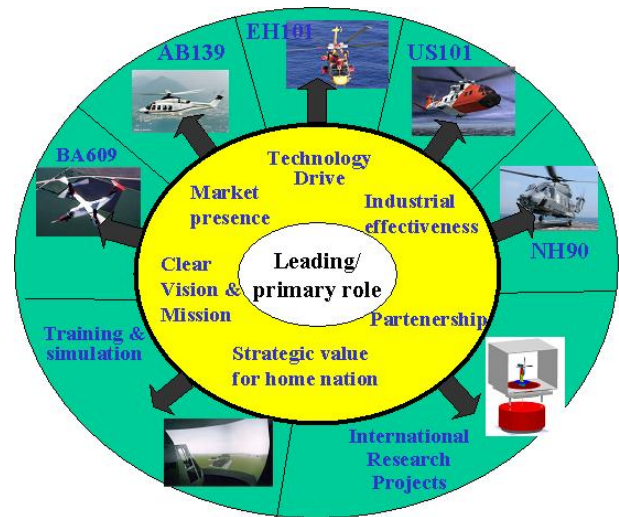 EH101
AB139
US101
BA609
NH90
Technology
Drive
Market
presence
Industrial
effectiveness
Leading/
primary role
Clear
Vision &
Mission
Partenership
Strategic value
for home nation
Training &
simulation
International
Research
Projects